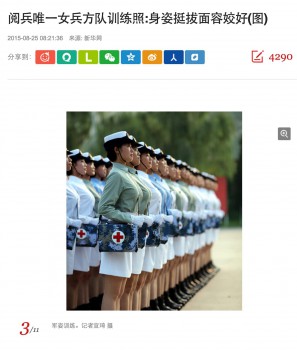 阅兵唯一女兵方队训练照:身姿挺拔面容姣好(图)
2015-08-25 08:21:36 来源: 新华网
分享到:
4290
3/11 军姿训练。记者宣琦 摄